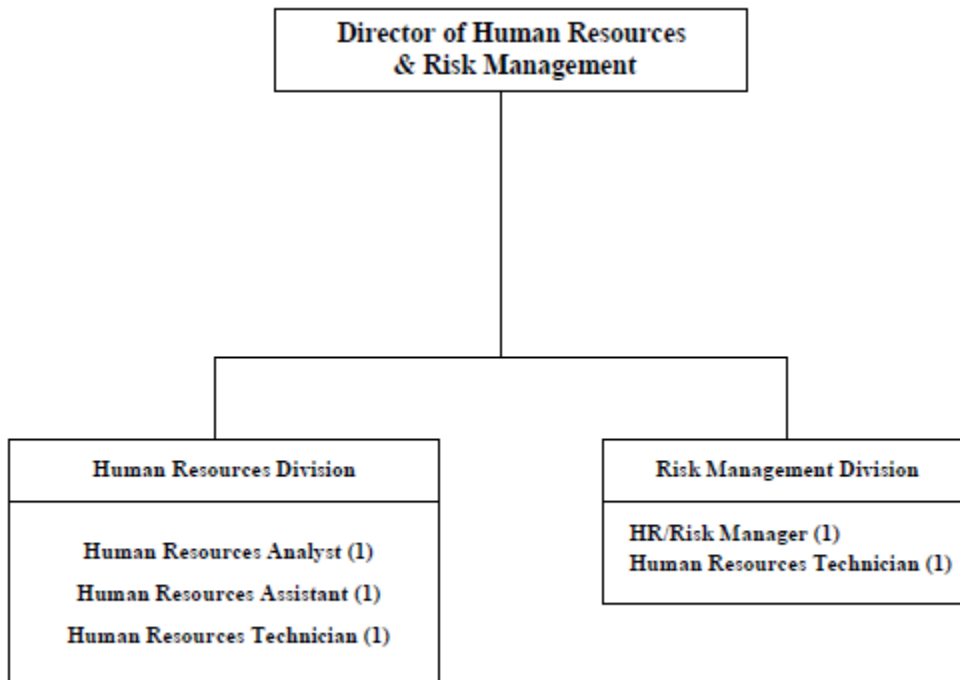 Director of Human Resources
& Risk Management
Human Resources Division
Human Resources Analyst (1)
Human Resources Assistant (1)
Human Resources Technician (1)
Risk Management Division
HR/Risk Manager (1)
Human Resources Technician (1)